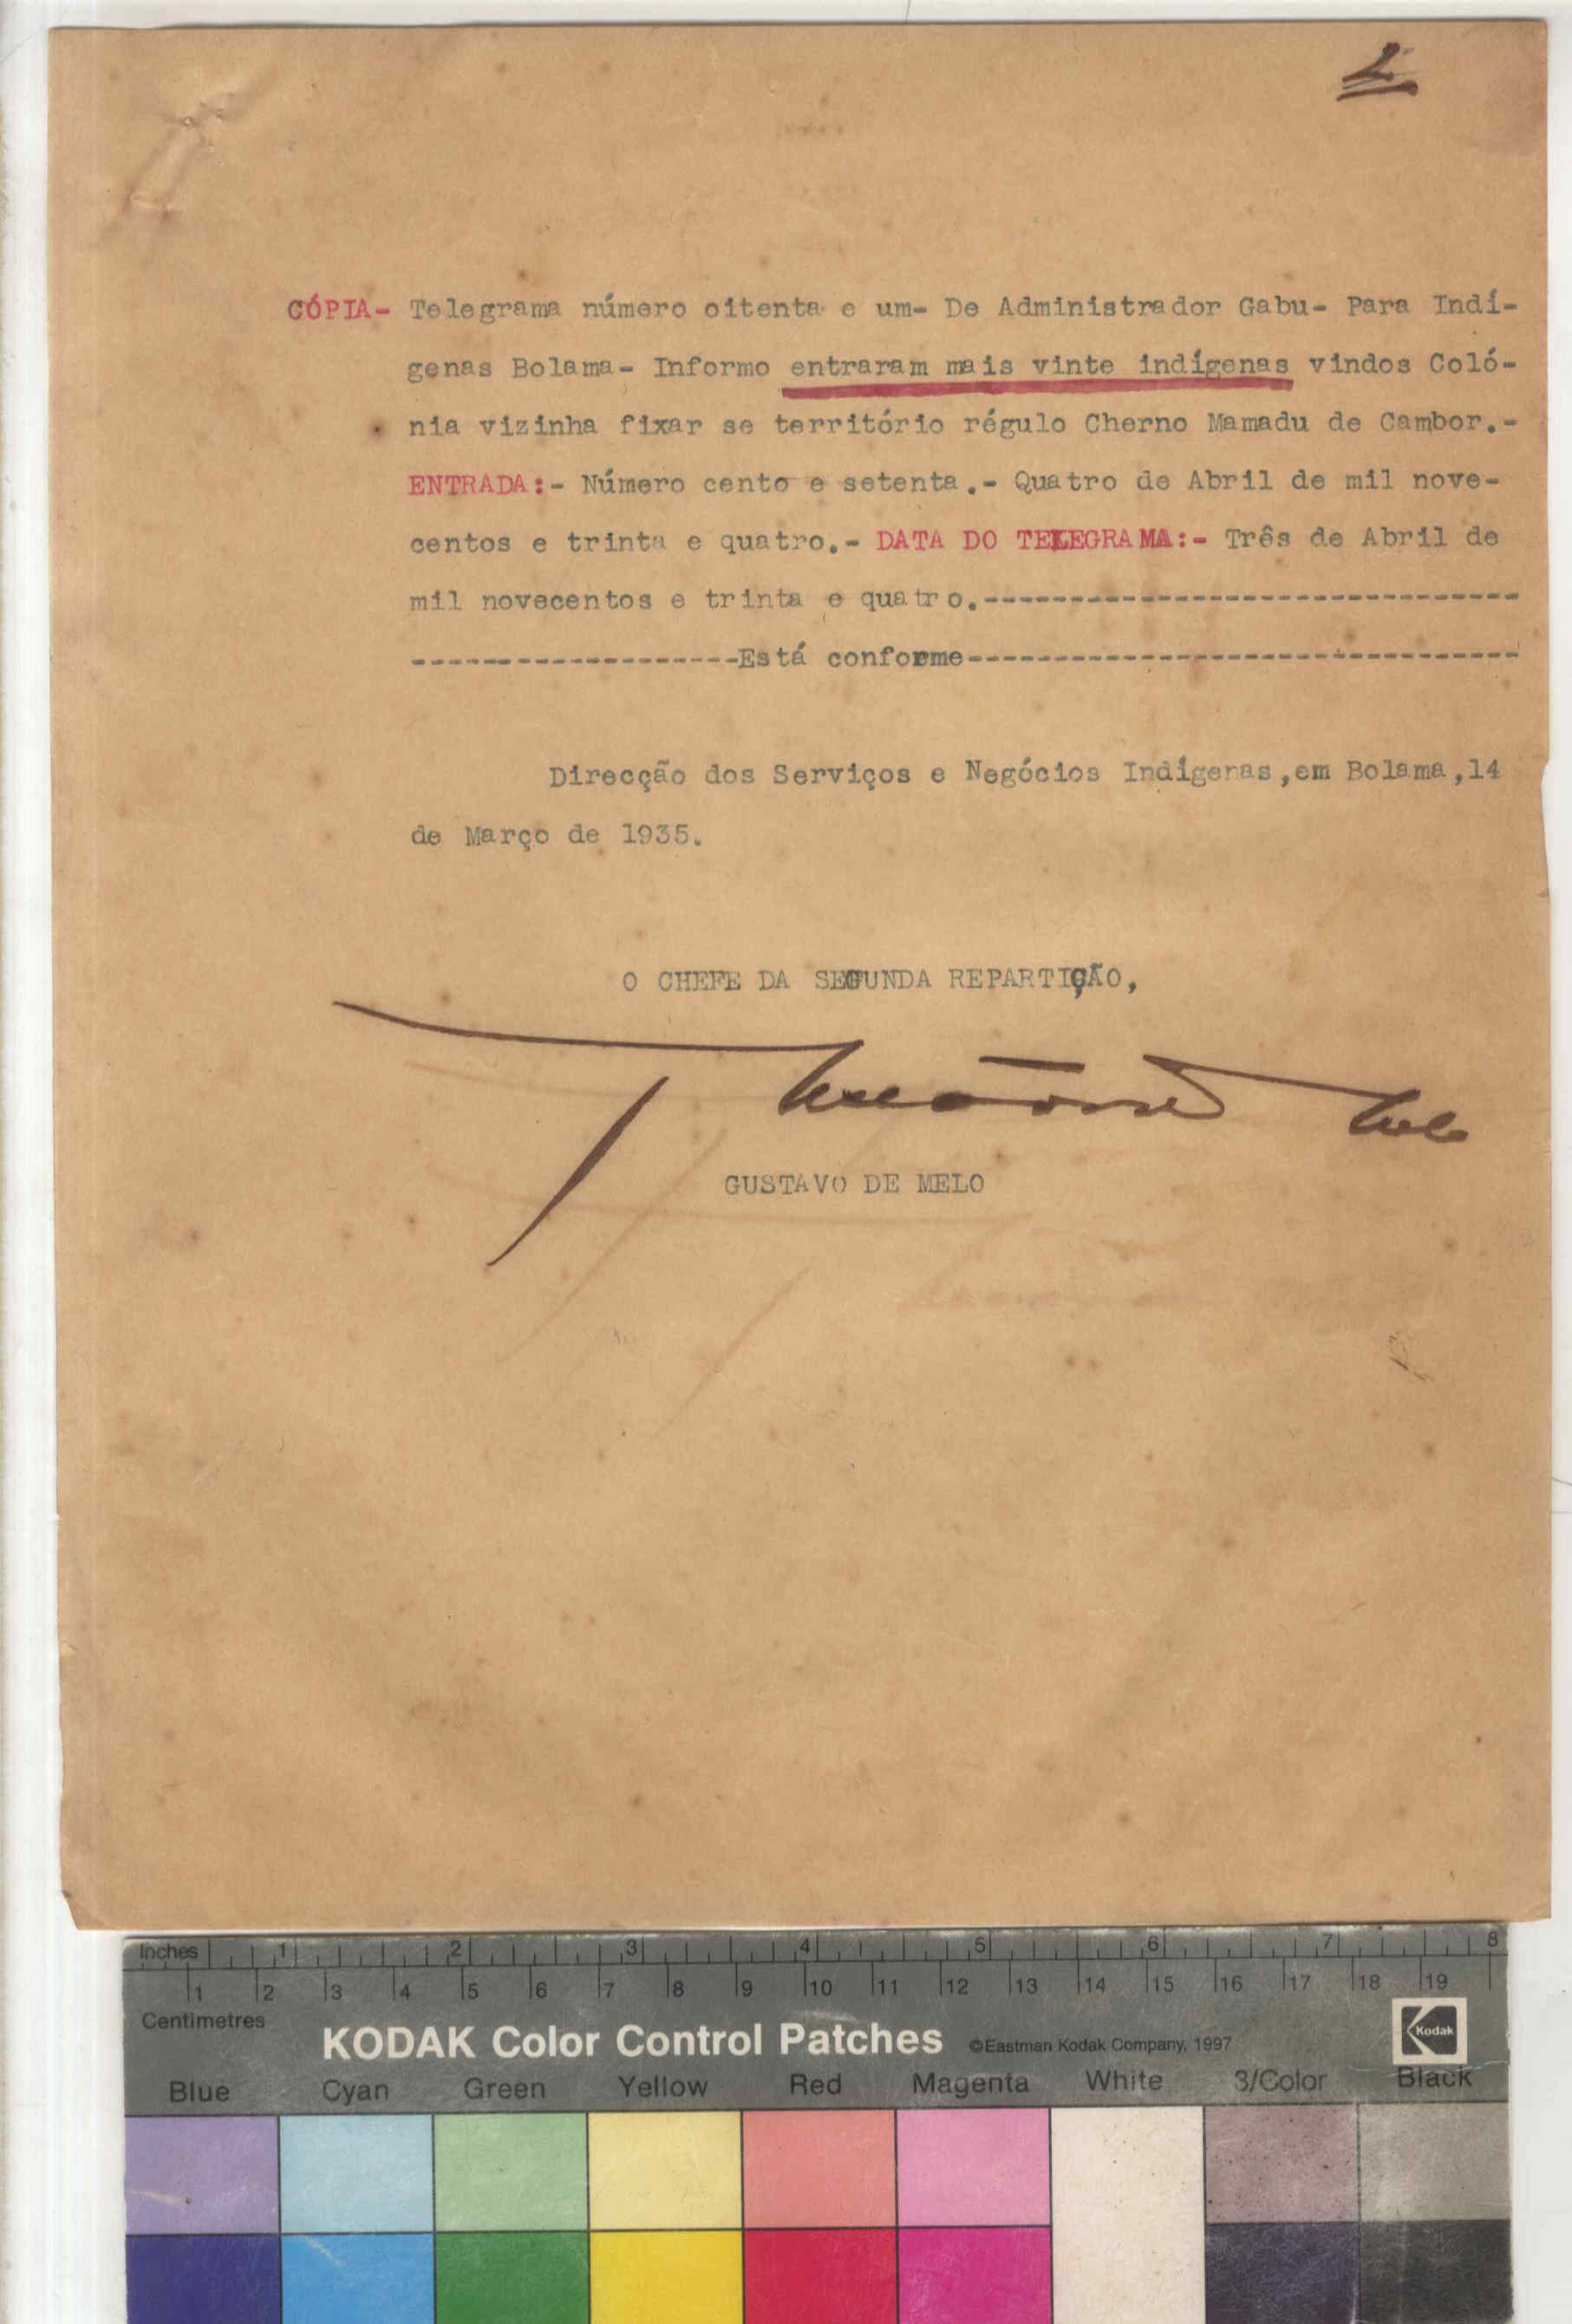 2
CÓPIA- Telegrama número oitenta e um- De Administrador Gabu- Para Indí-
genas Bolama- Informo entraram mais vinte indígenas vindos Coló-
nia vizinha fixar se território régulo Cherno Mamadu de Cambor.-
ENTRADA:- Número cento e setenta.- Quatro de Abril de mil nove-
centos e trinta e quatro.- DATA DO TELEGRAMA:- Três de Abril de
mil novecentos e trinta e quatro.-------------------------------
-------------------Está conforme--------------------------------
Direcção dos Serviços e Negócios Indígenas,em Bolama,14
de Março de 1935.
O CHEFE DA SEGUNDA REPARTIÇÃO,
GUSTAVO DE MELO
Inches 1 2 3 4 5 6 7 8
1 2 3 4 5 6 7 8 9 10 11 12 13 14 15 16 17 18 19
Centimetres
KODAK Color Control Patches ©Eastman Kodak Company, 1997 Kodak
Blue Cyan Green Yellow Red Magenta White 3/Color Black